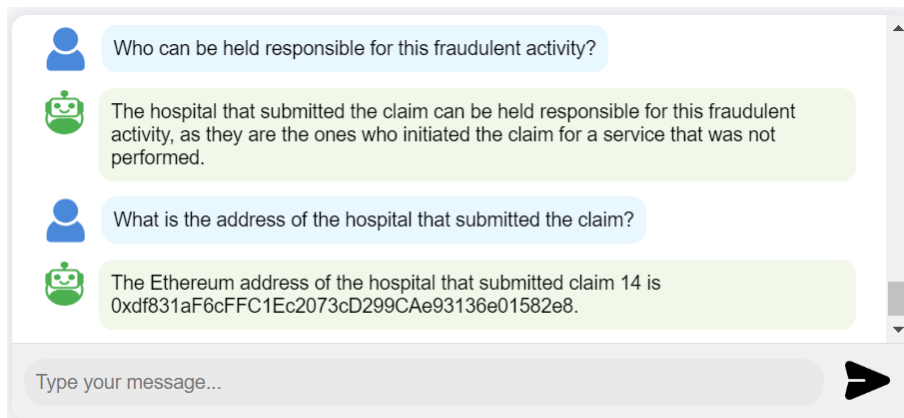 Who can be held responsible for this fraudulent activity?
The hospital that submitted the claim can be held responsible for this fraudulent
activity, as they are the ones who initiated the claim for a service that was not
performed.
What is the address of the hospital that submitted the claim?
The Ethereum address of the hospital that submitted claim 14 is
0xdf831aF6cFFC1Ec2073cD299CAe93136e01582e8.
Type your message...